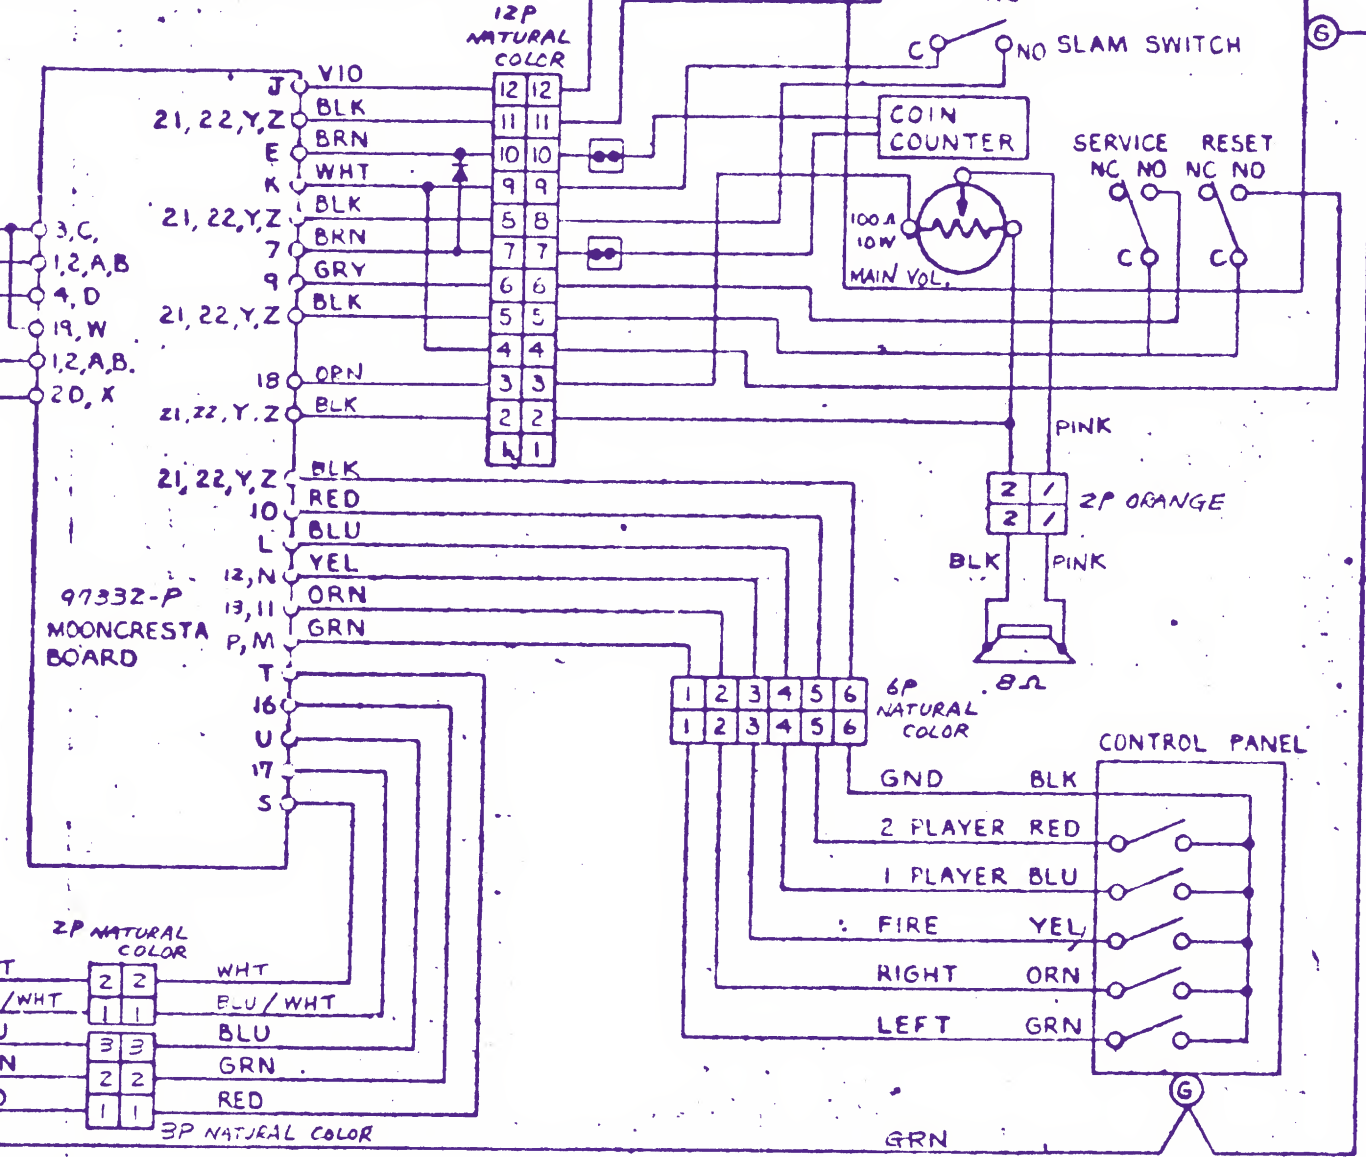 12P
NATURAL
COLOR
J VIO 12 12
21, 22, Y, Z BLK 11 11
E BRN 10 10
K WHT 9 9
21, 22, Y, Z BLK 8
7 BRN 7 7
9 GRY 6 6
21, 22, Y, Z BLK 5 5
4 4
18 ORN 3 3
21, 22, Y. Z BLK 2 2
1
C NO SLAM SWITCH
G
COIN
COUNTER
100Ω
10W
MAIN VOL.
SERVICE RESET
NC NO NC NO
C C
3, C,
1,2, A, B
4, D
19, W
1,2, A, B.
20, X
PINK
2 1
2 1
2P ORANGE
BLK PINK
8Ω
21, 22, Y, Z BLK
10 RED
L BLU
12, N YEL
13, 11 ORN
P, M GRN
T
16
U
17
S
97332-P
MOONCRESTA
BOARD
1 2 3 4 5 6
1 2 3 4 5 6
6P
NATURAL
COLOR
CONTROL PANEL
GND BLK
2 PLAYER RED
1 PLAYER BLU
FIRE YEL
RIGHT ORN
LEFT GRN
G
GRN
2P NATURAL
COLOR
T 2 2 WHT
/WHT 1 1 BLU/WHT
U 3 3 BLU
N 2 2 GRN
D 1 1 RED
3P NATURAL COLOR